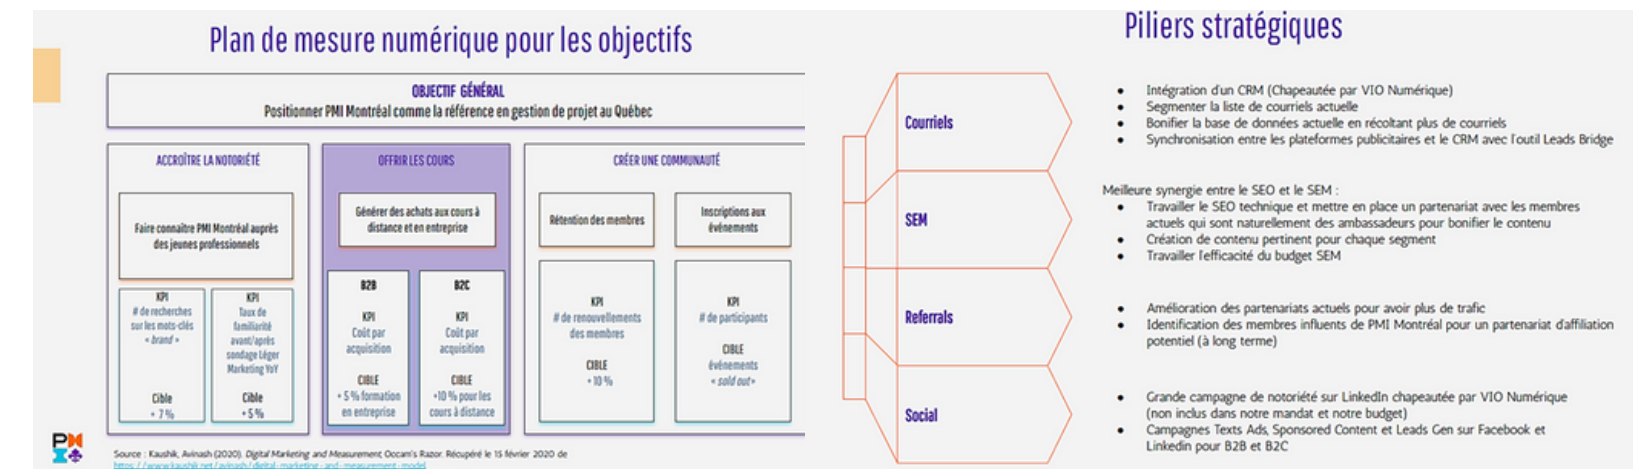 Plan de mesure numérique pour les objectifs
OBJECTIF GÉNÉRAL
Positionner PMI Montréal comme la référence en gestion de projet au Québec
ACCROÎTRE LA NOTORIÉTÉ
Faire connaître PMI Montréal auprès
des jeunes professionnels
KPI
# de recherches
sur les mots-clés
« brand »
Cible
+ 7 %
KPI
Taux de
familiarité
avant/après
sondage Léger
Marketing YoY
Cible
+ 5 %
OFFRIR LES COURS
Générer des achats aux cours à
distance et en entreprise
B2B
KPI
Coût par
acquisition
CIBLE
+ 5 % formation
en entreprise
B2C
KPI
Coût par
acquisition
CIBLE
+10 % pour les
cours à distance
CRÉER UNE COMMUNAUTÉ
Rétention des membres
KPI
# de renouvellements
des membres
CIBLE
+ 10 %
Inscriptions aux
événements
KPI
# de participants
CIBLE
événements
« sold out»
Source : Kaushik, Avinash (2020). Digital Marketing and Measurement, Occam's Razor. Récupéré le 15 février 2020 de
https://www.kaushik.net/avinash/digital-marketing-and-measurement-model
Piliers stratégiques
Courriels
• Intégration d'un CRM (Chapeautée par VIO Numérique)
• Segmenter la liste de courriels actuelle
• Bonifier la base de données actuelle en récoltant plus de courriels
• Synchronisation entre les plateformes publicitaires et le CRM avec l'outil Leads Bridge
SEM
Meilleure synergie entre le SEO et le SEM :
• Travailler le SEO technique et mettre en place un partenariat avec les membres
actuels qui sont naturellement des ambassadeurs pour bonifier le contenu
• Création de contenu pertinent pour chaque segment
• Travailler l'efficacité du budget SEM
Referrals
• Amélioration des partenariats actuels pour avoir plus de trafic
• Identification des membres influents de PMI Montréal pour un partenariat d'affiliation
potentiel (à long terme)
Social
• Grande campagne de notoriété sur LinkedIn chapeautée par VIO Numérique
(non inclus dans notre mandat et notre budget)
• Campagnes Texts Ads, Sponsored Content et Leads Gen sur Facebook et
Linkedin pour B2B et B2C